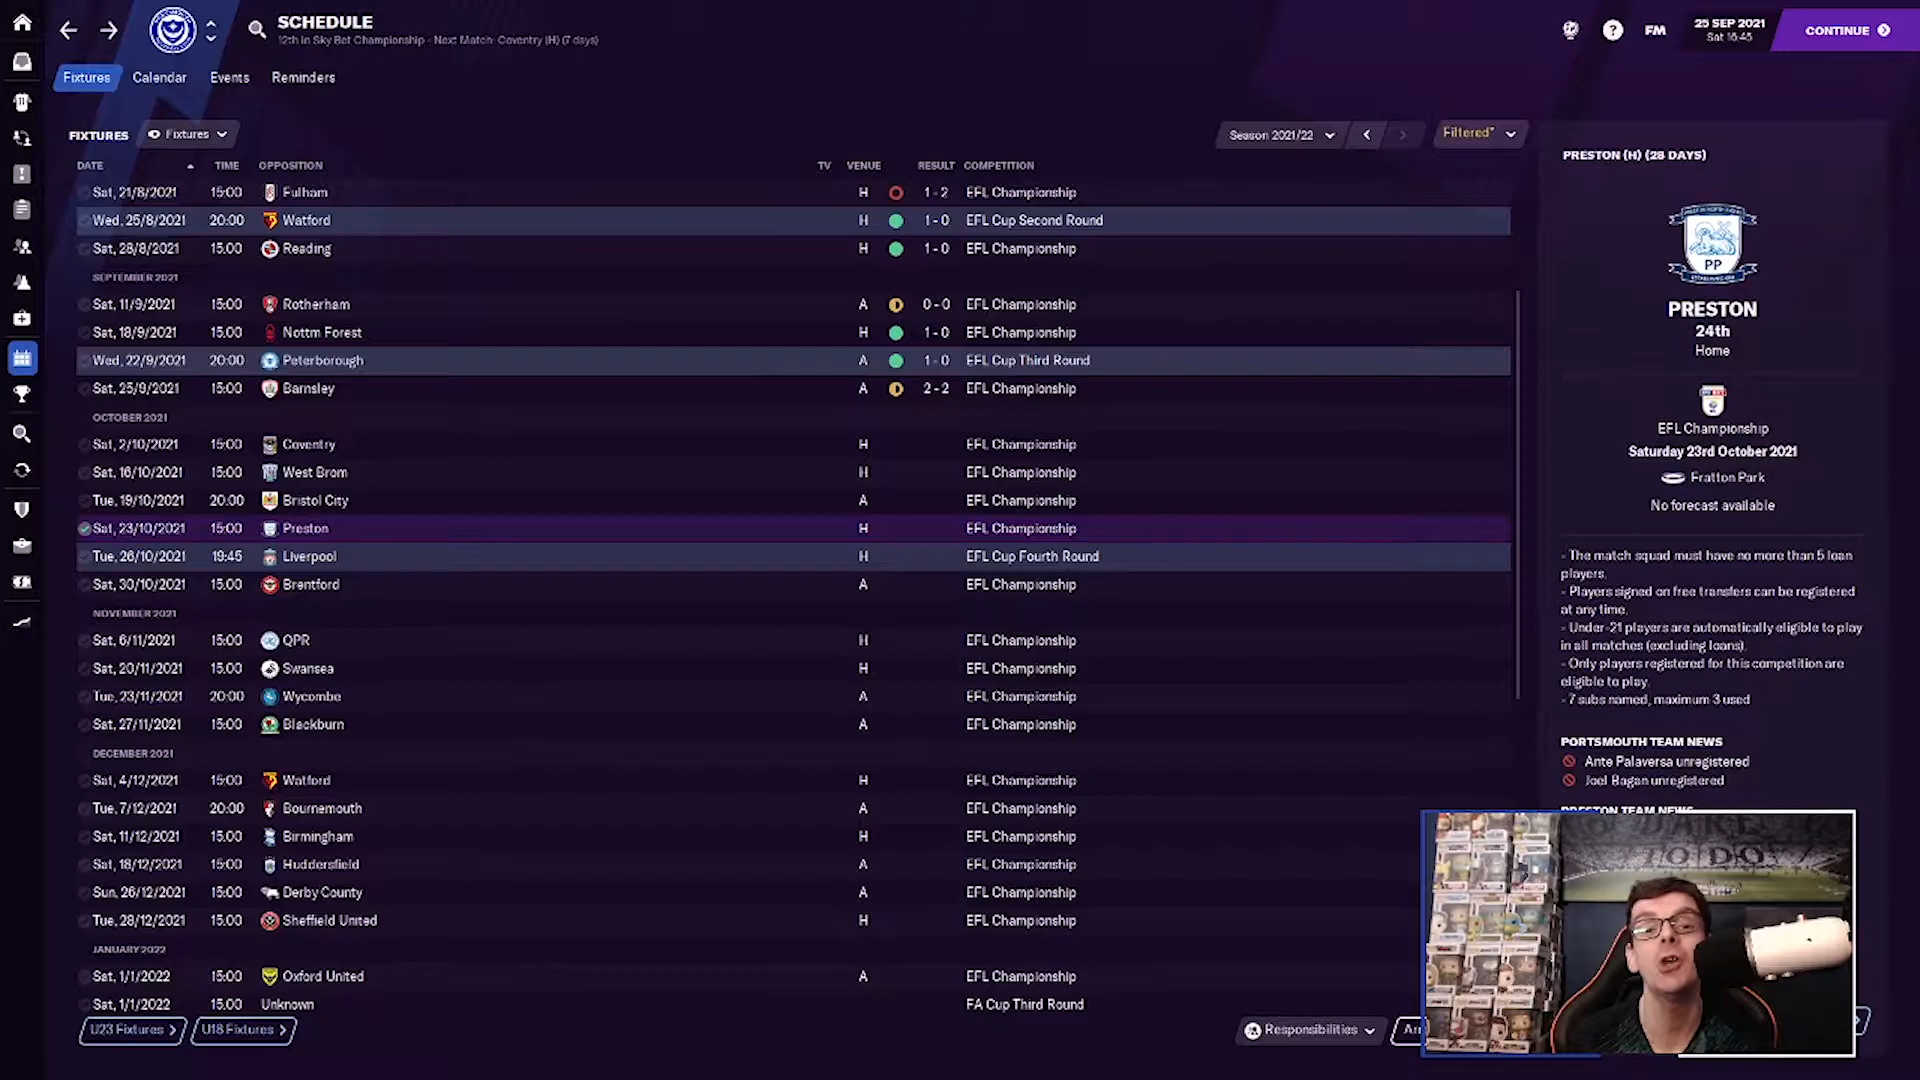 SCHEDULE
12th in Sky Bet Championship - Next Match: Coventry (H) (7 days)
FM
25 SEP 2021
Sat 16:45
CONTINUE
Fixtures Calendar Events Reminders
FIXTURES Fixtures
Season 2021/22
Filtered*
DATE TIME OPPOSITION TV VENUE RESULT COMPETITION
Sat, 21/8/2021 15:00 Fulham H 1 - 2 EFL Championship
Wed, 25/8/2021 20:00 Watford H 1 - 0 EFL Cup Second Round
Sat, 28/8/2021 15:00 Reading H 1 - 0 EFL Championship
SEPTEMBER 2021
Sat, 11/9/2021 15:00 Rotherham A 0 - 0 EFL Championship
Sat, 18/9/2021 15:00 Nottm Forest H 1 - 0 EFL Championship
Wed, 22/9/2021 20:00 Peterborough A 1 - 0 EFL Cup Third Round
Sat, 25/9/2021 15:00 Barnsley A 2 - 2 EFL Championship
OCTOBER 2021
Sat, 2/10/2021 15:00 Coventry H EFL Championship
Sat, 16/10/2021 15:00 West Brom H EFL Championship
Tue, 19/10/2021 20:00 Bristol City A EFL Championship
Sat, 23/10/2021 15:00 Preston H EFL Championship
Tue, 26/10/2021 19:45 Liverpool H EFL Cup Fourth Round
Sat, 30/10/2021 15:00 Brentford A EFL Championship
NOVEMBER 2021
Sat, 6/11/2021 15:00 QPR H EFL Championship
Sat, 20/11/2021 15:00 Swansea H EFL Championship
Tue, 23/11/2021 20:00 Wycombe A EFL Championship
Sat, 27/11/2021 15:00 Blackburn A EFL Championship
DECEMBER 2021
Sat, 4/12/2021 15:00 Watford H EFL Championship
Tue, 7/12/2021 20:00 Bournemouth A EFL Championship
Sat, 11/12/2021 15:00 Birmingham H EFL Championship
Sat, 18/12/2021 15:00 Huddersfield A EFL Championship
Sun, 26/12/2021 15:00 Derby County A EFL Championship
Tue, 28/12/2021 15:00 Sheffield United H EFL Championship
JANUARY 2022
Sat, 1/1/2022 15:00 Oxford United A EFL Championship
Sat, 1/1/2022 15:00 Unknown FA Cup Third Round
U23 Fixtures U18 Fixtures
Responsibilities
PRESTON (H) (28 DAYS)
PP
PRESTON
24th
Home
EFL Championship
Saturday 23rd October 2021
Fratton Park
No forecast available
- The match squad must have no more than 5 loan
players.
- Players signed on free transfers can be registered
at any time.
- Under-21 players are automatically eligible to play
in all matches (excluding loans).
- Only players registered for this competition are
eligible to play.
- 7 subs named, maximum 3 used
PORTSMOUTH TEAM NEWS
Ante Palaversa unregistered
Joel Bagan unregistered
PRESTON TEAM NEWS
TO DARE
TO DO